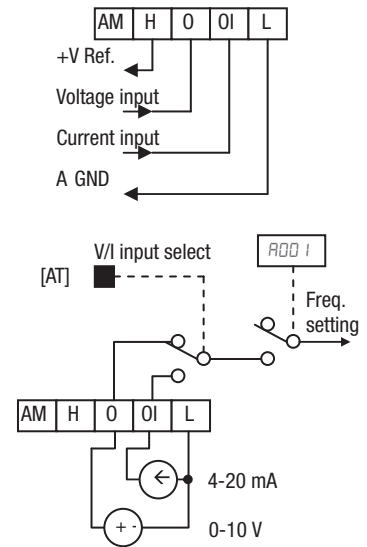 AM H O OI L
+V Ref.
Voltage input
Current input
A GND
V/I input select
A001
[AT]
Freq.
setting
AM H O OI L
4-20 mA
+ -
0-10 V